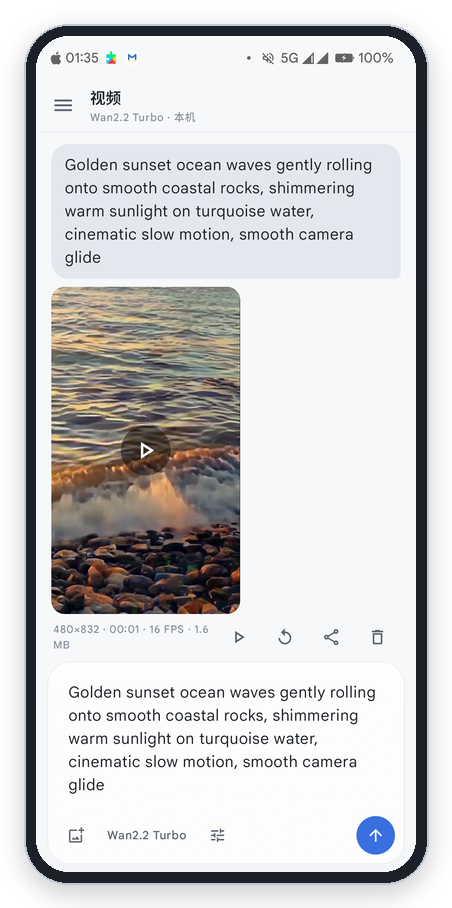 01:35
5G
100%
视频
Wan2.2 Turbo · 本机
Golden sunset ocean waves gently rolling
onto smooth coastal rocks, shimmering
warm sunlight on turquoise water,
cinematic slow motion, smooth camera
glide
480×832 · 00:01 · 16 FPS · 1.6
MB
Golden sunset ocean waves gently rolling
onto smooth coastal rocks, shimmering
warm sunlight on turquoise water,
cinematic slow motion, smooth camera
glide
Wan2.2 Turbo